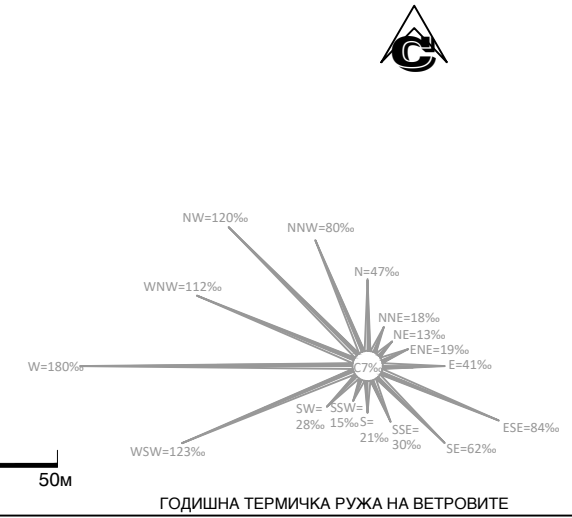 С
NW=120‰
NNW=80‰
N=47‰
WNW=112‰
NNE=18‰
NE=13‰
ENE=19‰
W=180‰
C7‰
E=41‰
SW=
28‰
SSW=
15‰
S=
21‰
SSE=
30‰
ESE=84‰
WSW=123‰
SE=62‰
50м
ГОДИШНА ТЕРМИЧКА РУЖА НА ВЕТРОВИТЕ